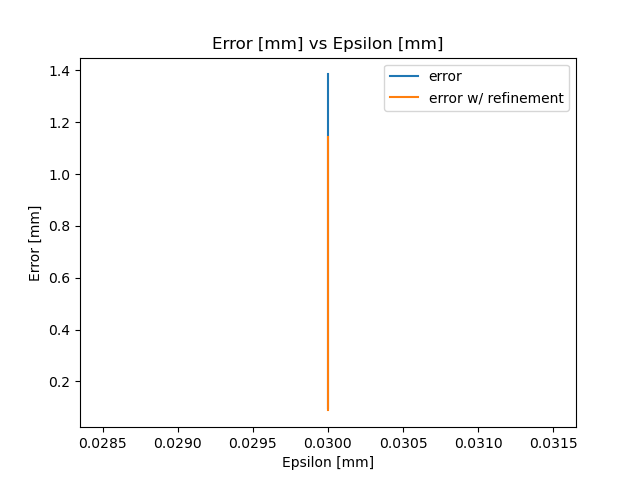 Error [mm] vs Epsilon [mm]
error
error w/ refinement
Error [mm]
1.4
1.2
1.0
0.8
0.6
0.4
0.2
0.0285 0.0290 0.0295 0.0300 0.0305 0.0310 0.0315
Epsilon [mm]